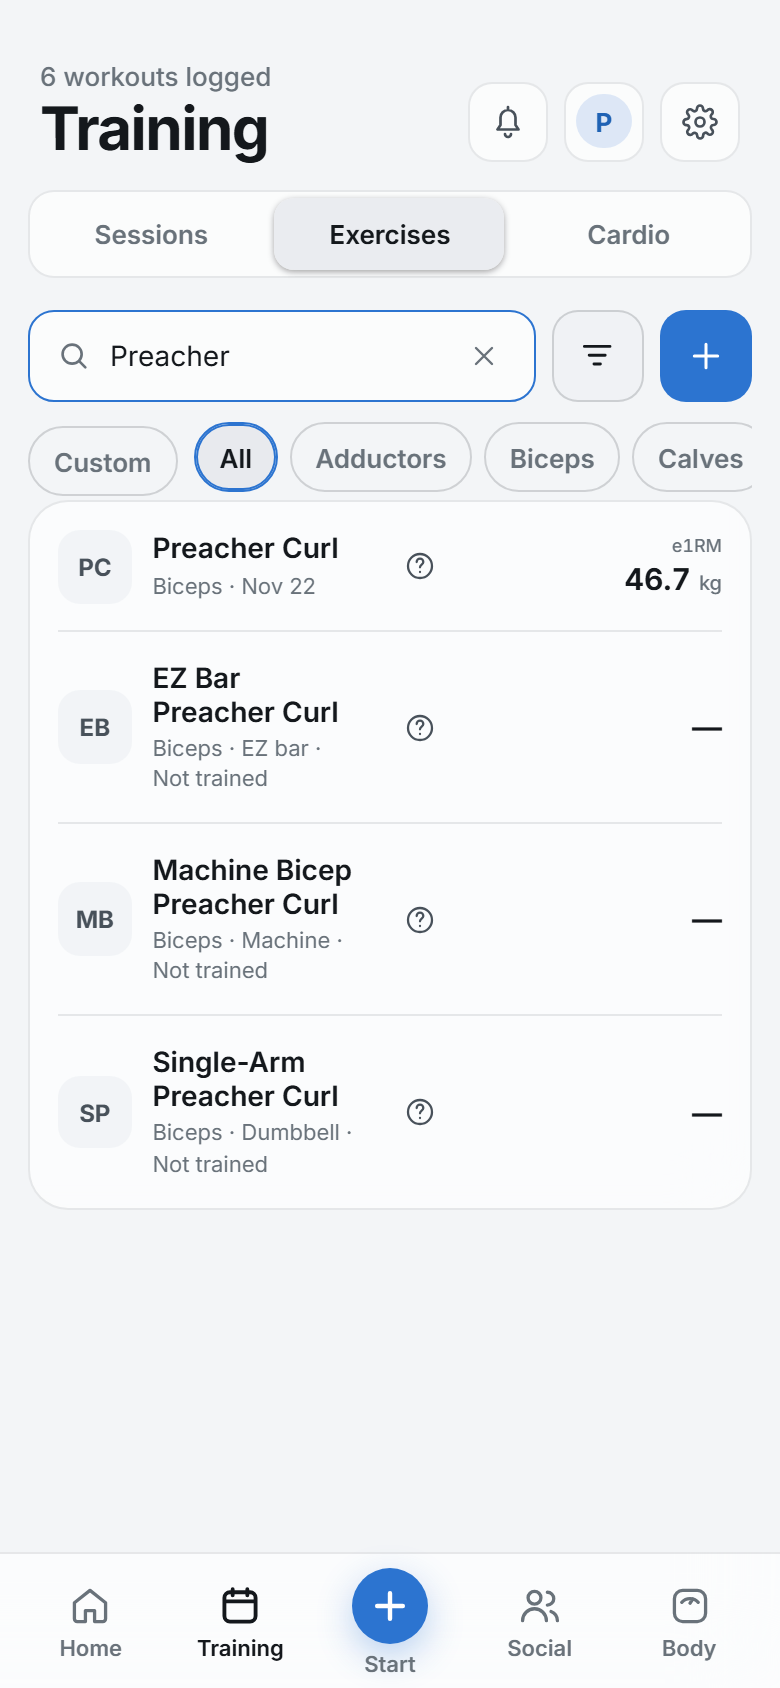 6 workouts logged
Training
P
Sessions
Exercises
Cardio
Preacher
Custom
All
Adductors
Biceps
Calves
PC
Preacher Curl
Biceps · Nov 22
e1RM
46.7 kg
EB
EZ Bar
Preacher Curl
Biceps · EZ bar ·
Not trained
—
MB
Machine Bicep
Preacher Curl
Biceps · Machine ·
Not trained
—
SP
Single-Arm
Preacher Curl
Biceps · Dumbbell ·
Not trained
—
Home
Training
Start
Social
Body